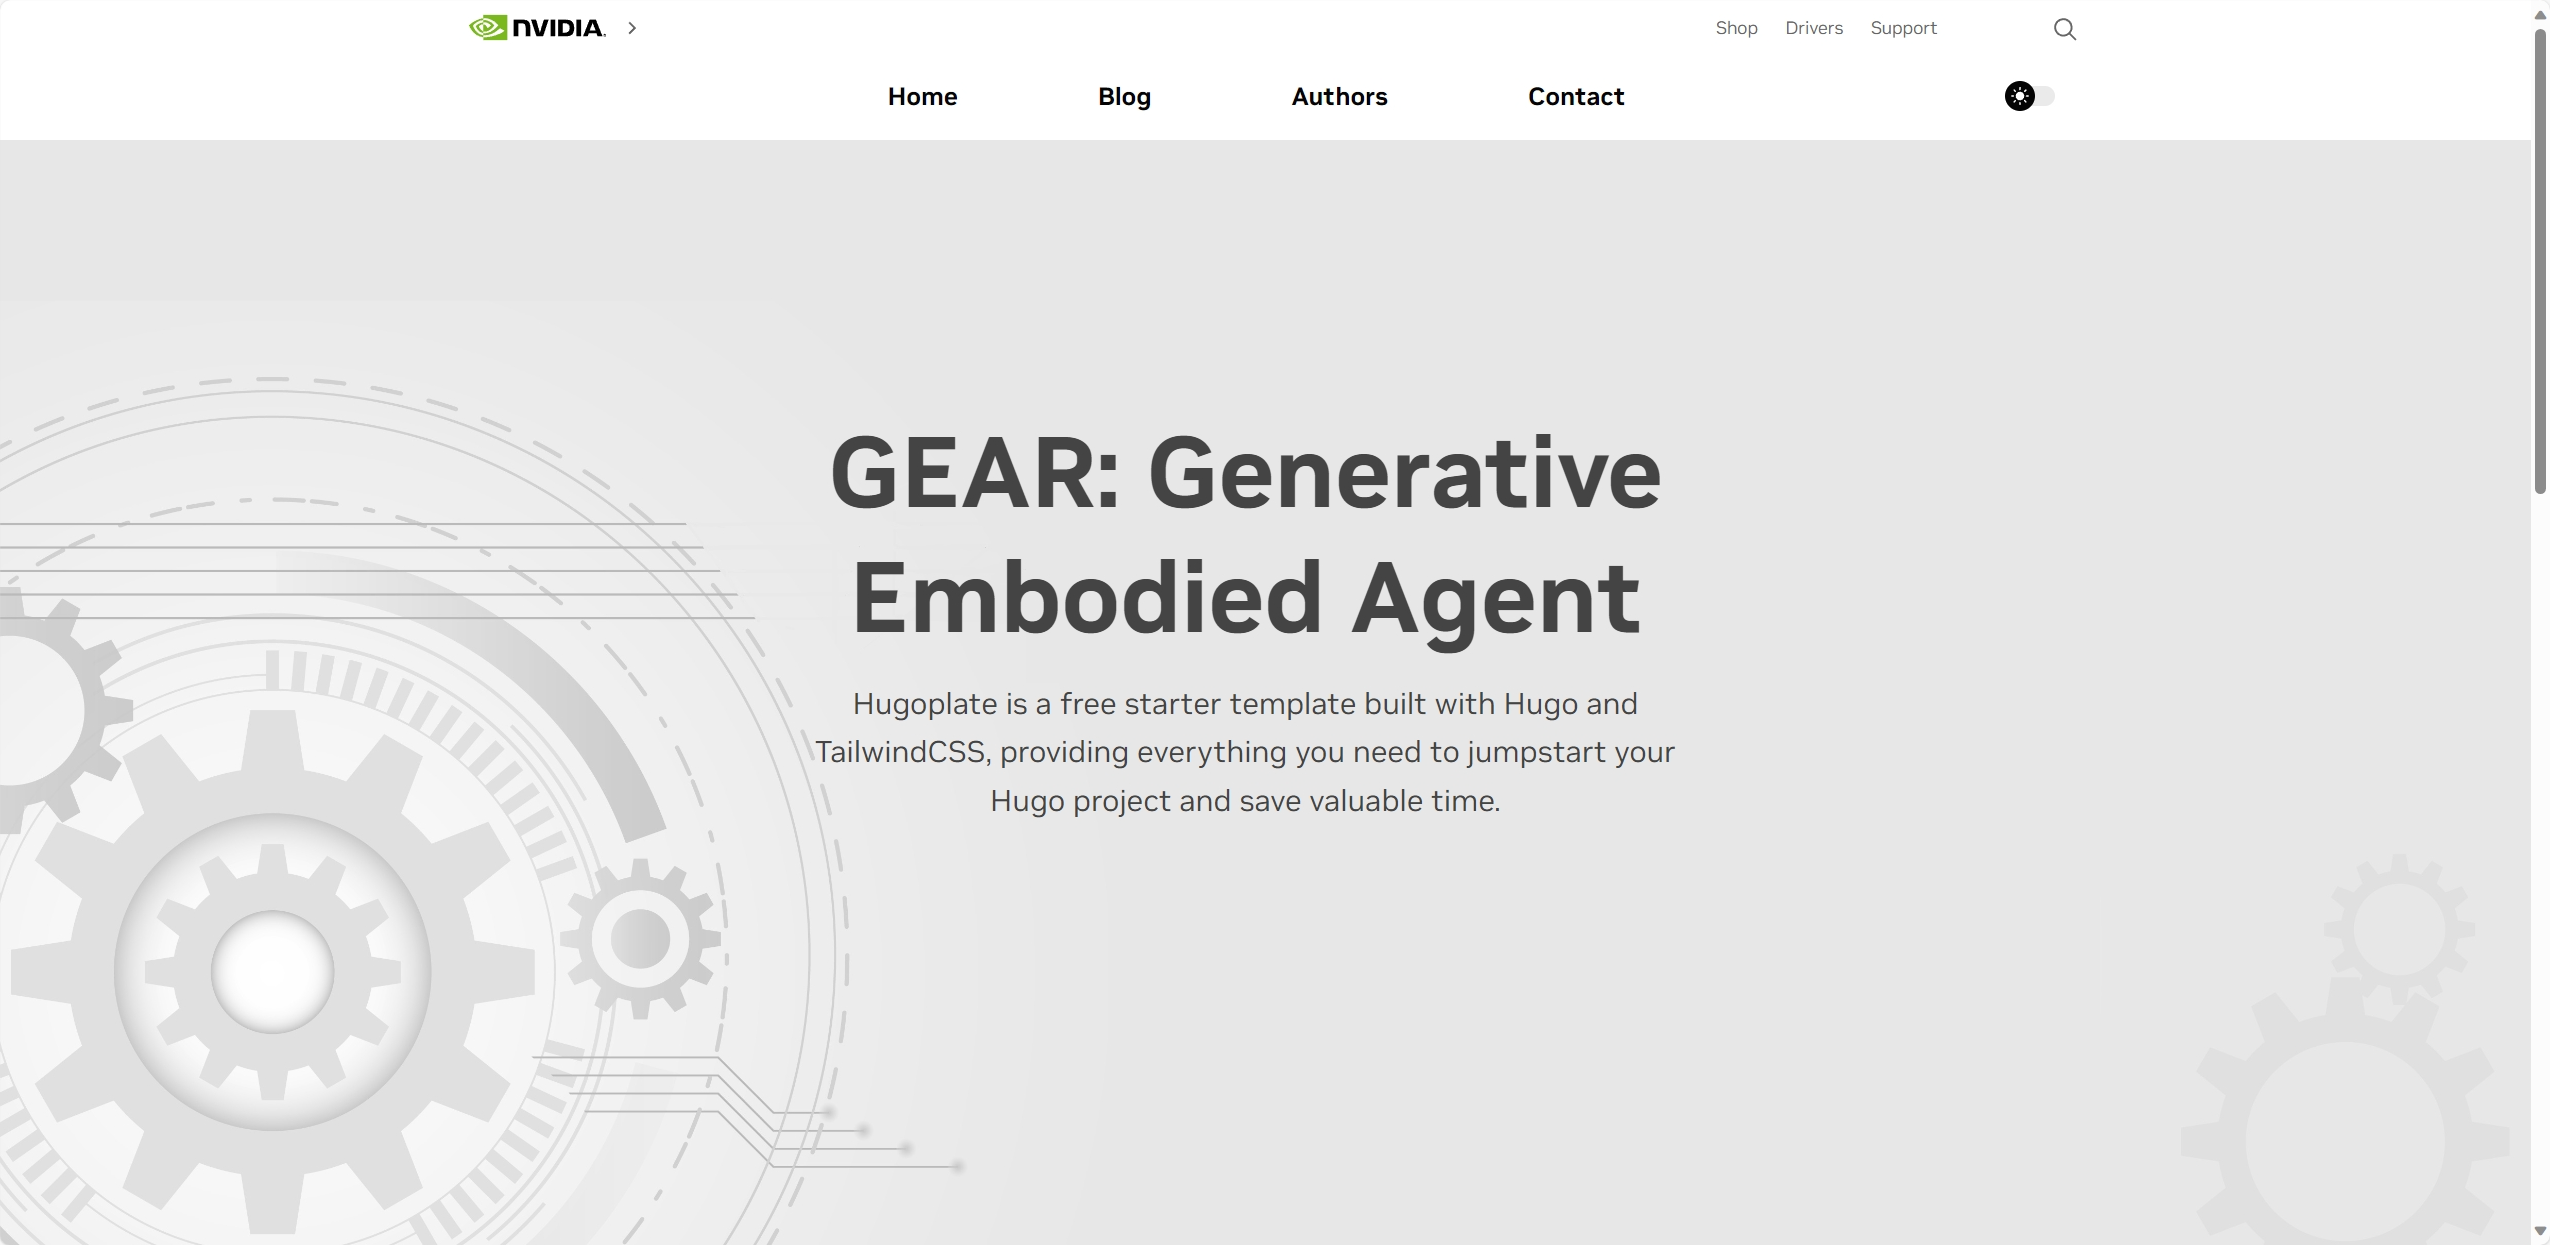 NVIDIA.
Shop
Drivers
Support
Home
Blog
Authors
Contact
GEAR: Generative
Embodied Agent
Hugoplate is a free starter template built with Hugo and
TailwindCSS, providing everything you need to jumpstart your
Hugo project and save valuable time.